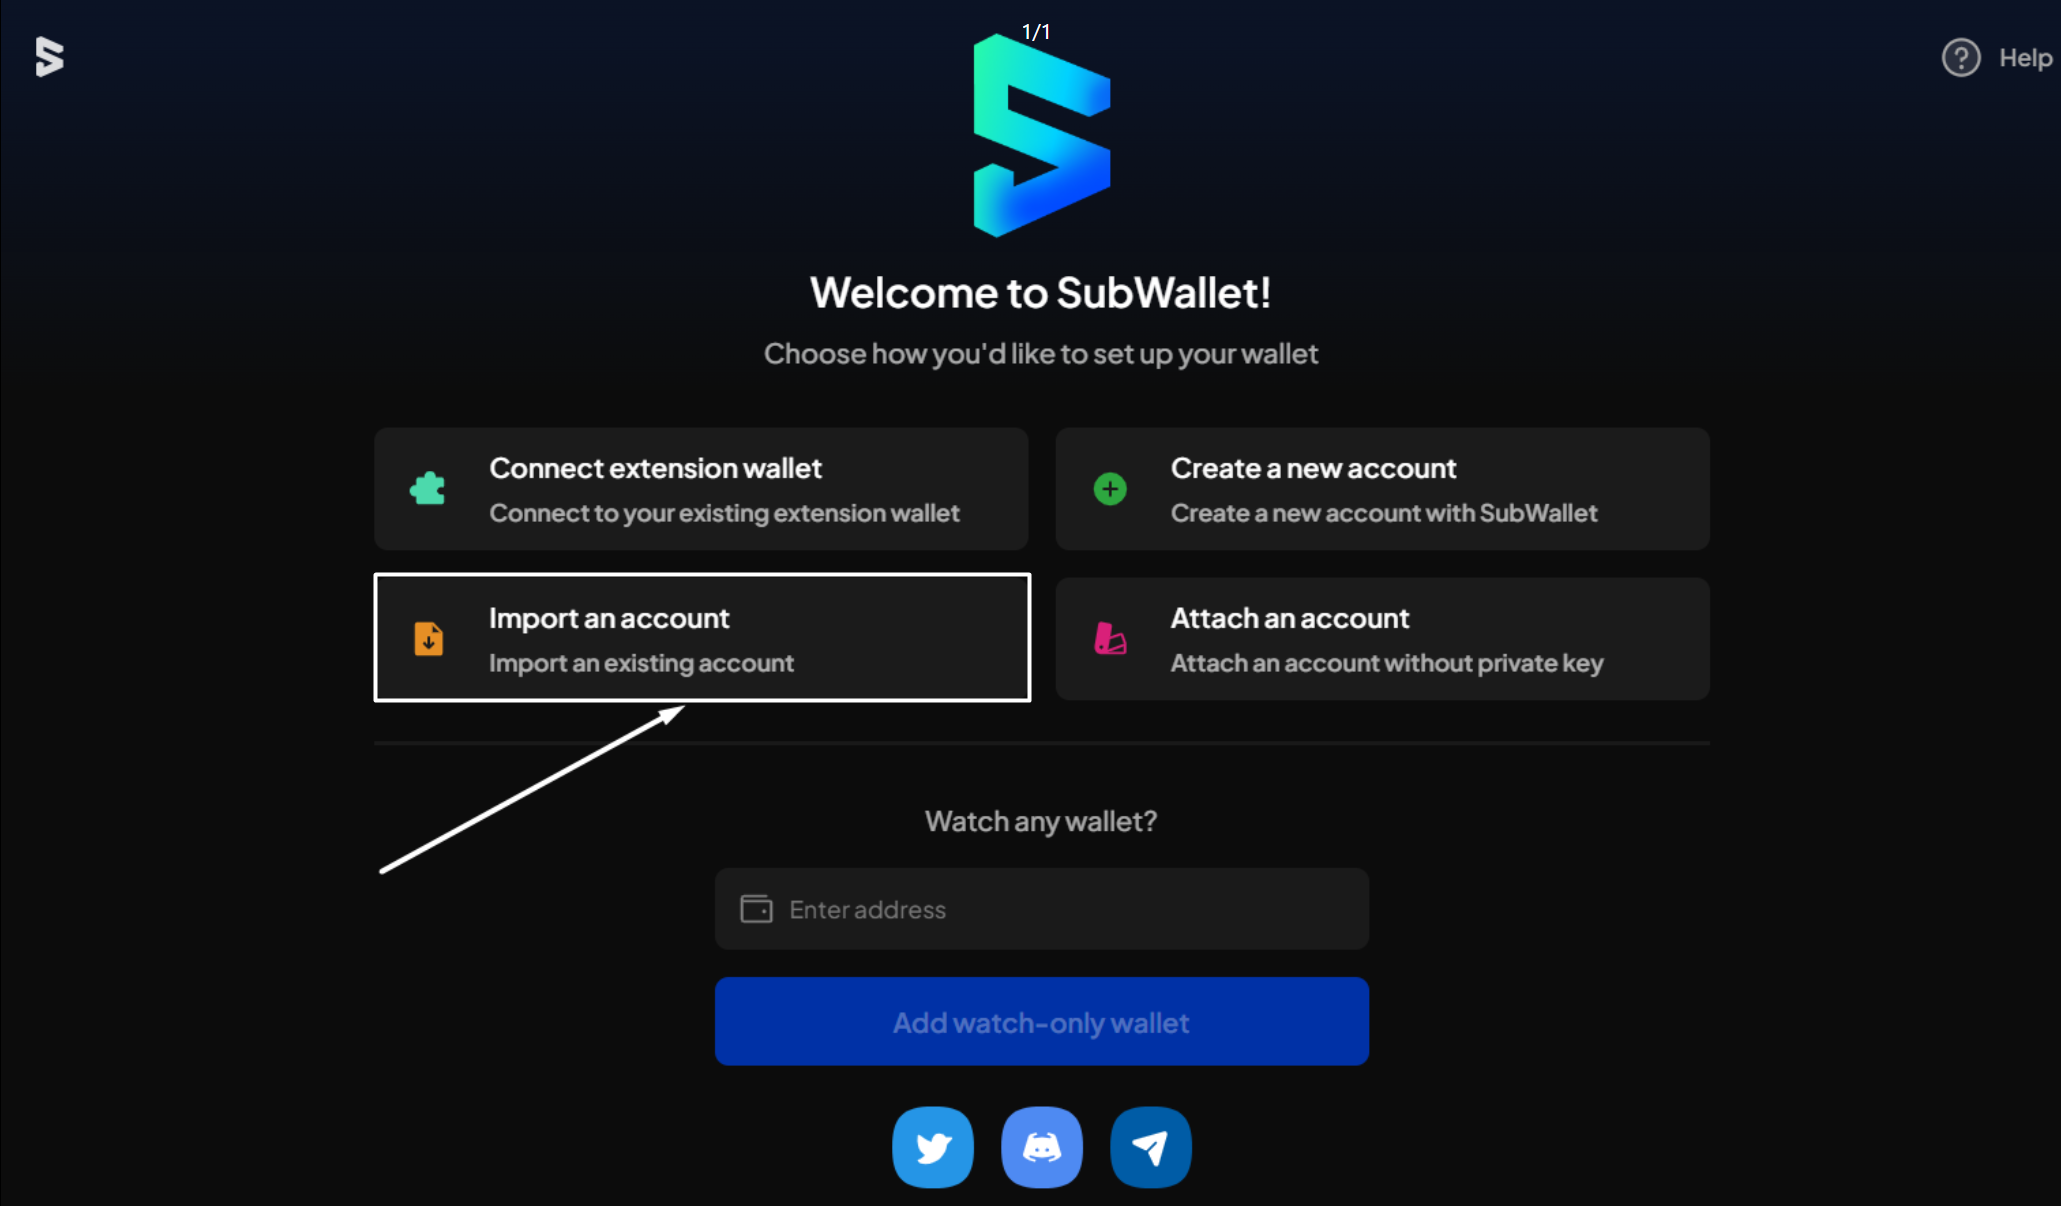 1/1
Help
Welcome to SubWallet!
Choose how you'd like to set up your wallet
Connect extension wallet
Connect to your existing extension wallet
Create a new account
Create a new account with SubWallet
Import an account
Import an existing account
Attach an account
Attach an account without private key
Watch any wallet?
Enter address
Add watch-only wallet